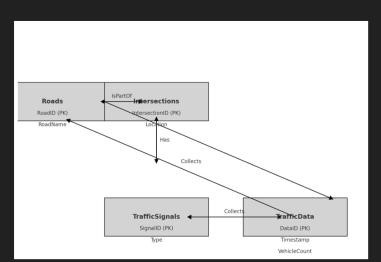 IsPartOf
Roads
Intersections
RoadID (PK)
IntersectionID (PK)
RoadName
Location
Has
Collects
Collects
TrafficSignals
TrafficData
SignalID (PK)
DataID (PK)
Type
Timestamp
VehicleCount